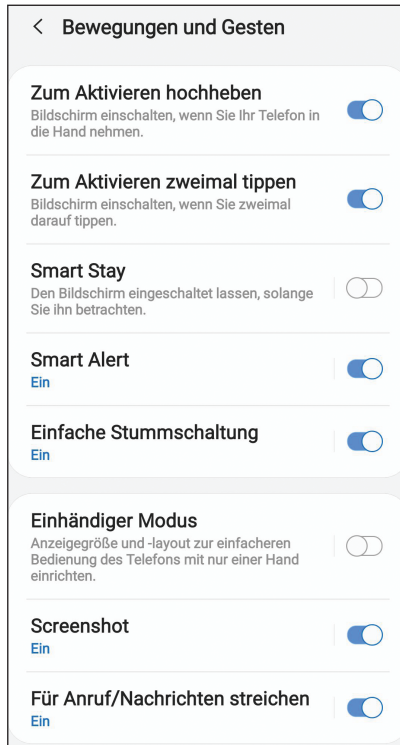 Bewegungen und Gesten
Zum Aktivieren hochheben
Bildschirm einschalten, wenn Sie Ihr Telefon in
die Hand nehmen.
Zum Aktivieren zweimal tippen
Bildschirm einschalten, wenn Sie zweimal
darauf tippen.
Smart Stay
Den Bildschirm eingeschaltet lassen, solange
Sie ihn betrachten.
Smart Alert
Ein
Einfache Stummschaltung
Ein
Einhändiger Modus
Anzeigegröße und -layout zur einfacheren
Bedienung des Telefons mit nur einer Hand
einrichten.
Screenshot
Ein
Für Anruf/Nachrichten streichen
Ein